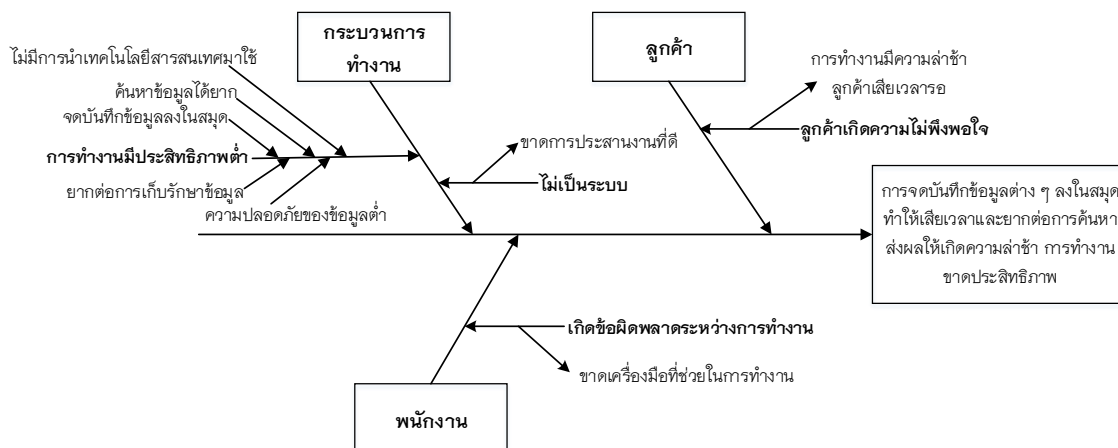 กระบวนการ
ทำงาน
ลูกค้า
ไม่มีการนำเทคโนโลยีสารสนเทศมาใช้
ค้นหาข้อมูลได้ยาก
จดบันทึกข้อมูลลงในสมุด
การทำงานมีประสิทธิภาพต่ำ
ยากต่อการเก็บรักษาข้อมูล
ความปลอดภัยของข้อมูลต่ำ
ขาดการประสานงานที่ดี
ไม่เป็นระบบ
การทำงานมีความล่าช้า
ลูกค้าเสียเวลารอ
ลูกค้าเกิดความไม่พึงพอใจ
การจดบันทึกข้อมูลต่าง ๆ ลงในสมุด
ทำให้เสียเวลาและยากต่อการค้นหา
ส่งผลให้เกิดความล่าช้า การทำงาน
ขาดประสิทธิภาพ
เกิดข้อผิดพลาดระหว่างการทำงาน
ขาดเครื่องมือที่ช่วยในการทำงาน
พนักงาน